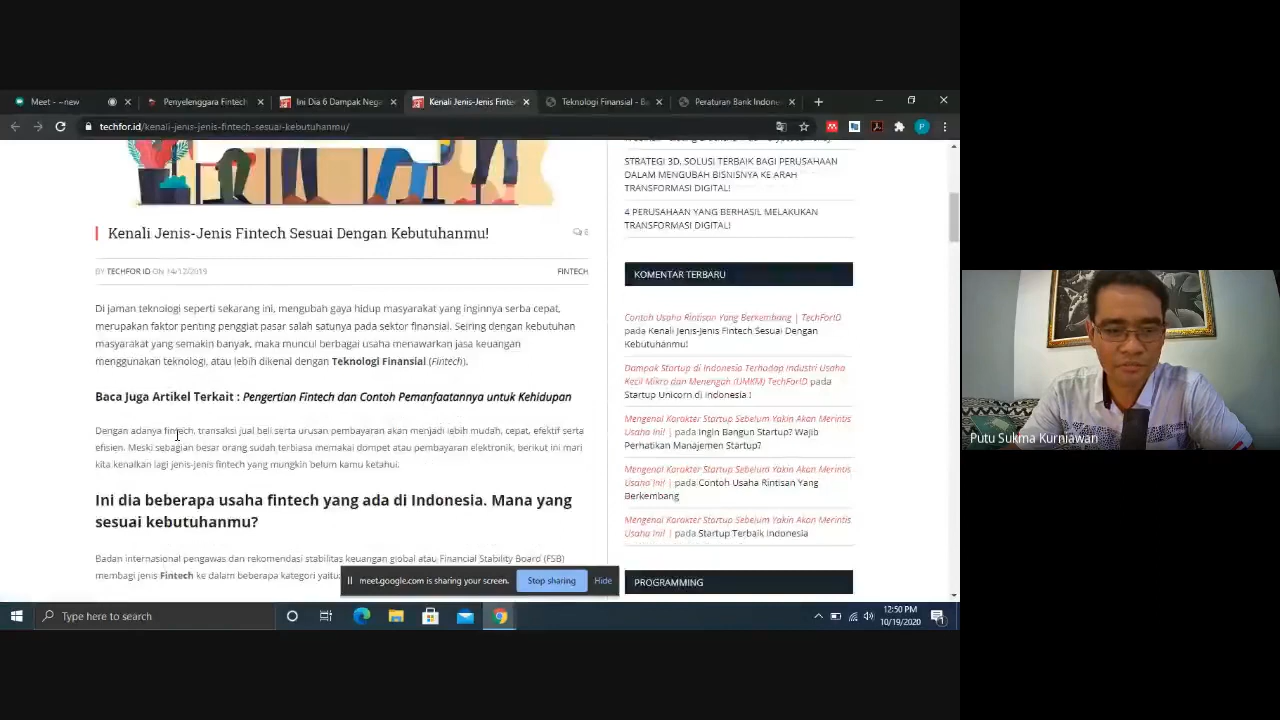 Meet - ~new
Penyelenggara Fintech
Ini Dia 6 Dampak Nega
Kenali Jenis-Jenis Finte
Teknologi Finansial - Ba
Peraturan Bank Indone
techfor.id/kenali-jenis-jenis-fintech-sesuai-kebutuhanmu/
Kenali Jenis-Jenis Fintech Sesuai Dengan Kebutuhanmu!
6
BY TECHFOR ID ON 14/12/2019
FINTECH
Di jaman teknologi seperti sekarang ini, mengubah gaya hidup masyarakat yang inginnya serba cepat,
merupakan faktor penting penggiat pasar salah satunya pada sektor finansial. Seiring dengan kebutuhan
masyarakat yang semakin banyak, maka muncul berbagai usaha menawarkan jasa keuangan
menggunakan teknologi, atau lebih dikenal dengan Teknologi Finansial (Fintech).
Baca Juga Artikel Terkait : Pengertian Fintech dan Contoh Pemanfaatannya untuk Kehidupan
Dengan adanya fintech, transaksi jual beli serta urusan pembayaran akan menjadi lebih mudah, cepat, efektif serta
efisien. Meski sebagian besar orang sudah terbiasa memakai dompet atau pembayaran elektronik, berikut ini mari
kita kenalkan lagi jenis-jenis fintech yang mungkin belum kamu ketahui.
Ini dia beberapa usaha fintech yang ada di Indonesia. Mana yang
sesuai kebutuhanmu?
Badan internasional pengawas dan rekomendasi stabilitas keuangan global atau Financial Stability Board (FSB)
membagi jenis Fintech ke dalam beberapa kategori yaitu:
STRATEGI 3D, SOLUSI TERBAIK BAGI PERUSAHAAN
DALAM MENGUBAH BISNISNYA KE ARAH
TRANSFORMASI DIGITAL!
4 PERUSAHAAN YANG BERHASIL MELAKUKAN
TRANSFORMASI DIGITAL!
KOMENTAR TERBARU
Contoh Usaha Rintisan Yang Berkembang | TechForID
pada Kenali Jenis-Jenis Fintech Sesuai Dengan
Kebutuhanmu!
Dampak Startup di Indonesia Terhadap Industri Usaha
Kecil Mikro dan Menengah (UMKM) TechForID pada
Startup Unicorn di Indonesia !
Mengenal Karakter Startup Sebelum Yakin Akan Merintis
Usaha Ini! | pada Ingin Bangun Startup? Wajib
Perhatikan Manajemen Startup?
Mengenal Karakter Startup Sebelum Yakin Akan Merintis
Usaha Ini! | pada Contoh Usaha Rintisan Yang
Berkembang
Mengenal Karakter Startup Sebelum Yakin Akan Merintis
Usaha Ini! | pada Startup Terbaik Indonesia
PROGRAMMING
meet.google.com is sharing your screen.
Stop sharing
Hide
Type here to search
12:50 PM
10/19/2020
Putu Sukma Kurniawan